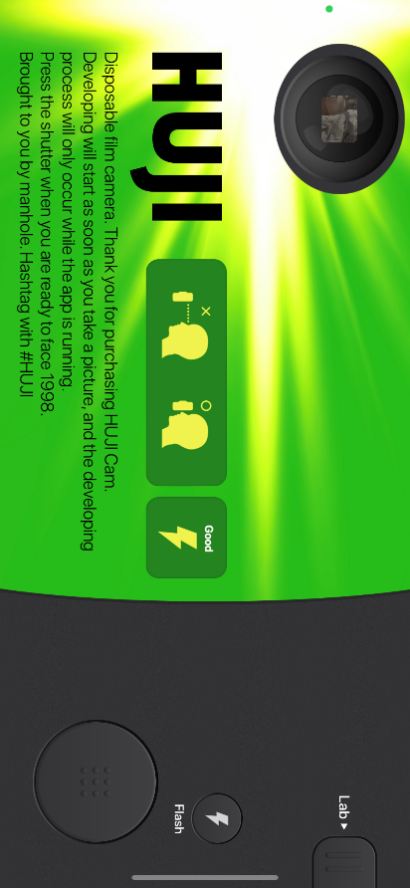 HUJI
Disposable film camera. Thank you for purchasing HUJI Cam.
Developing will start as soon as you take a picture, and the developing
process will only occur while the app is running.
Press the shutter when you are ready to face 1998.
Brought to you by manhole. Hashtag with #HUJI
Good
Lab ▸
Flash